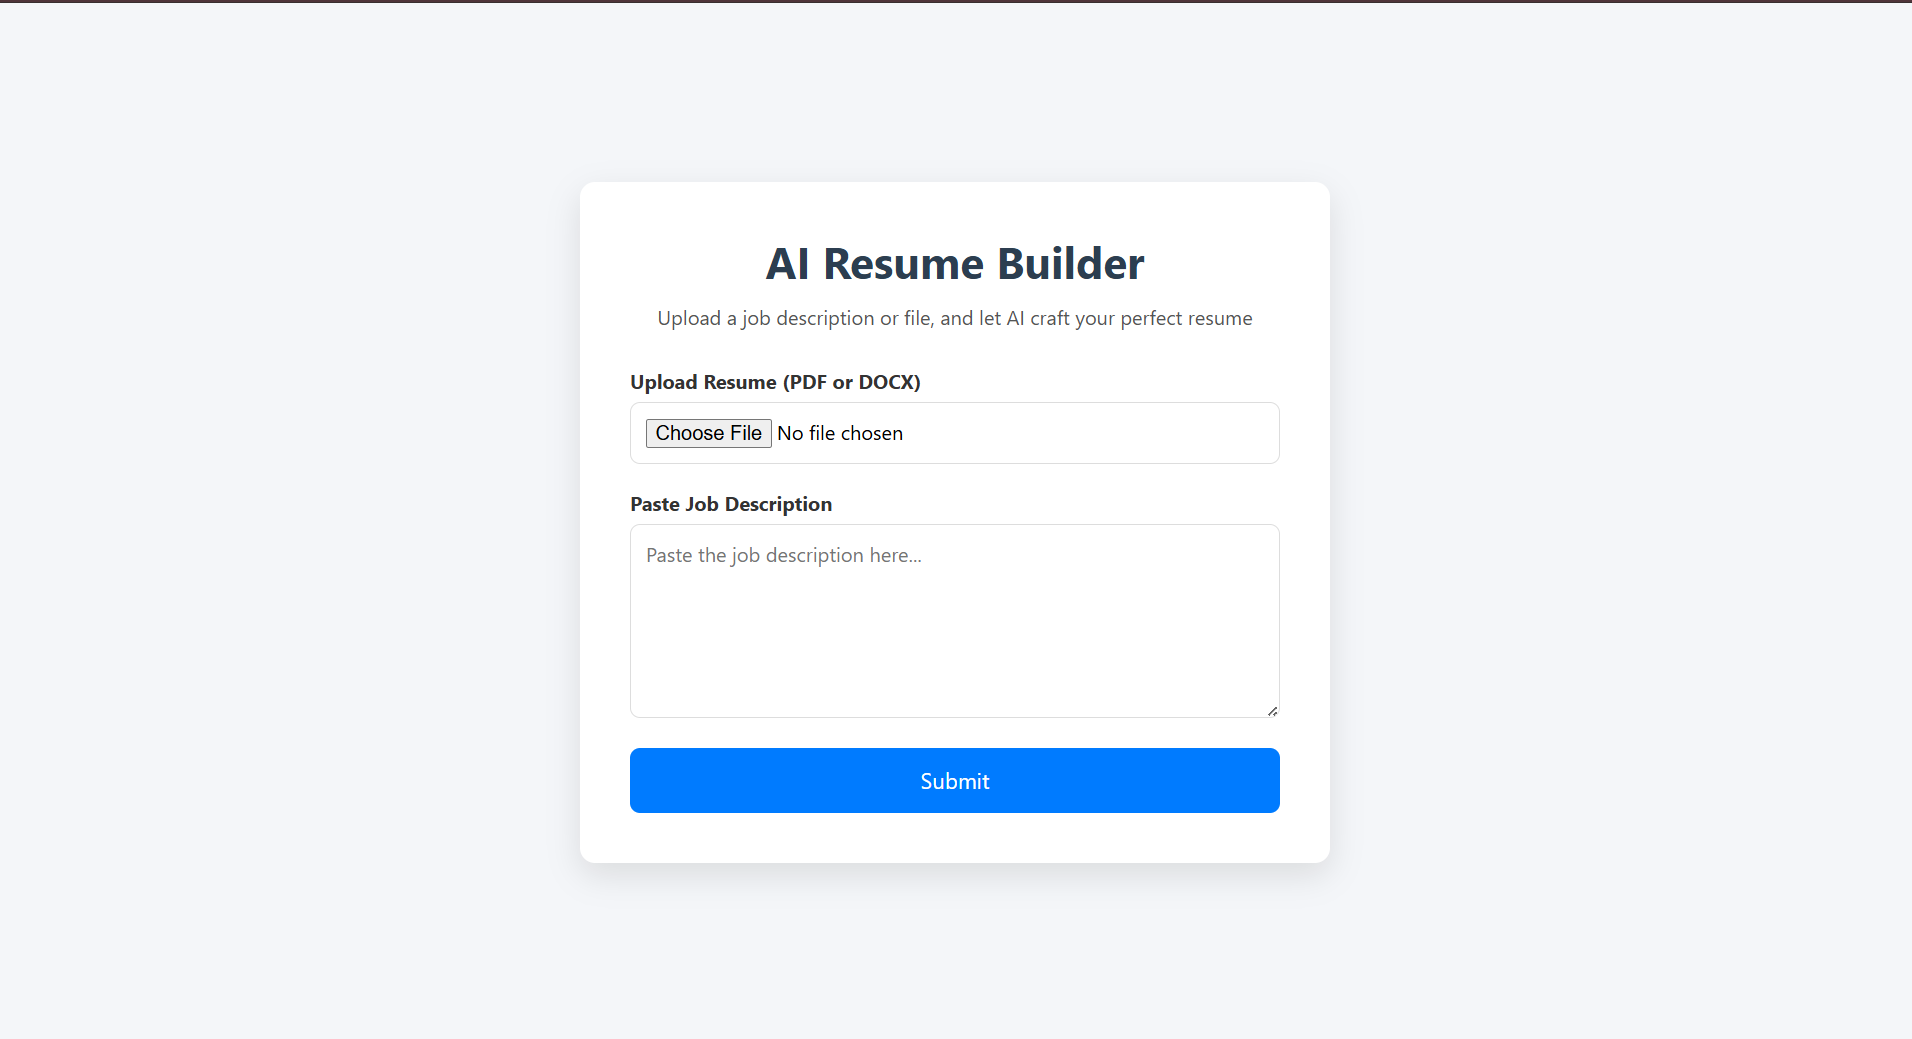 AI Resume Builder
Upload a job description or file, and let AI craft your perfect resume
Upload Resume (PDF or DOCX)
Choose File No file chosen
Paste Job Description
Paste the job description here...
Submit